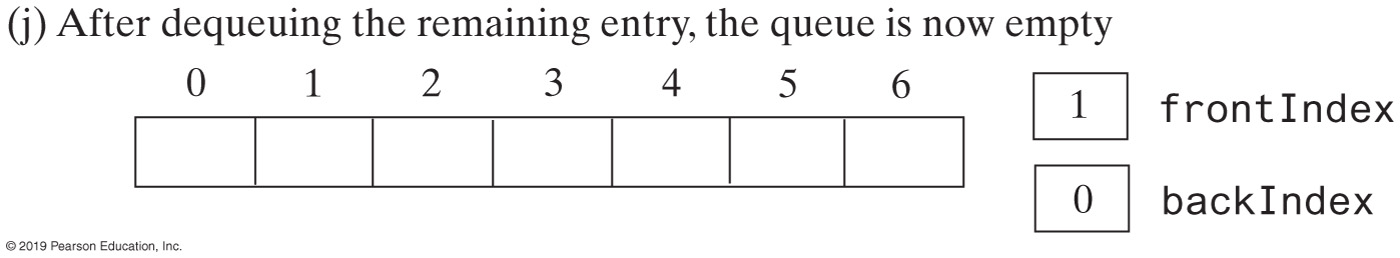 (j) After dequeuing the remaining entry, the queue is now empty
0 1 2 3 4 5 6
1 frontIndex
0 backIndex
© 2019 Pearson Education, Inc.